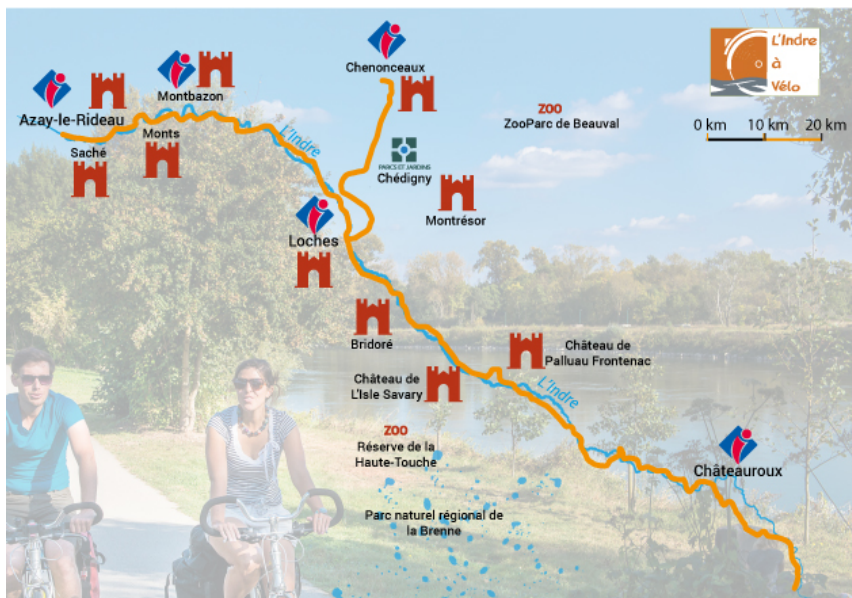 L'Indre
à
Vélo
0 km 10 km 20 km
Chenonceaux
Montbazon
Azay-le-Rideau
Monts
Saché
L'Indre
ZOO
ZooParc de Beauval
PARCS ET JARDINS
Chédigny
Montrésor
Loches
Bridoré
Château de
Palluau Frontenac
Château de
L'Isle Savary
L'Indre
ZOO
Réserve de la
Haute-Touche
Châteauroux
Parc naturel régional de
la Brenne